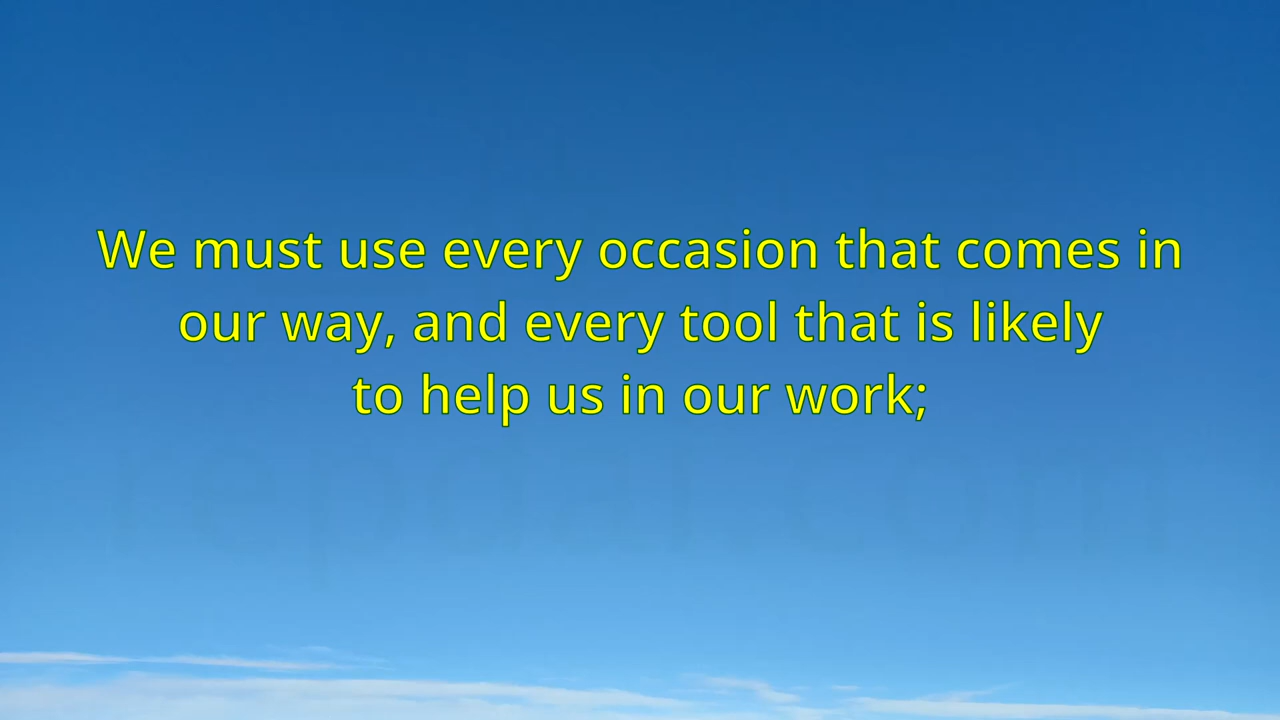 We must use every occasion that comes in
our way, and every tool that is likely
to help us in our work;